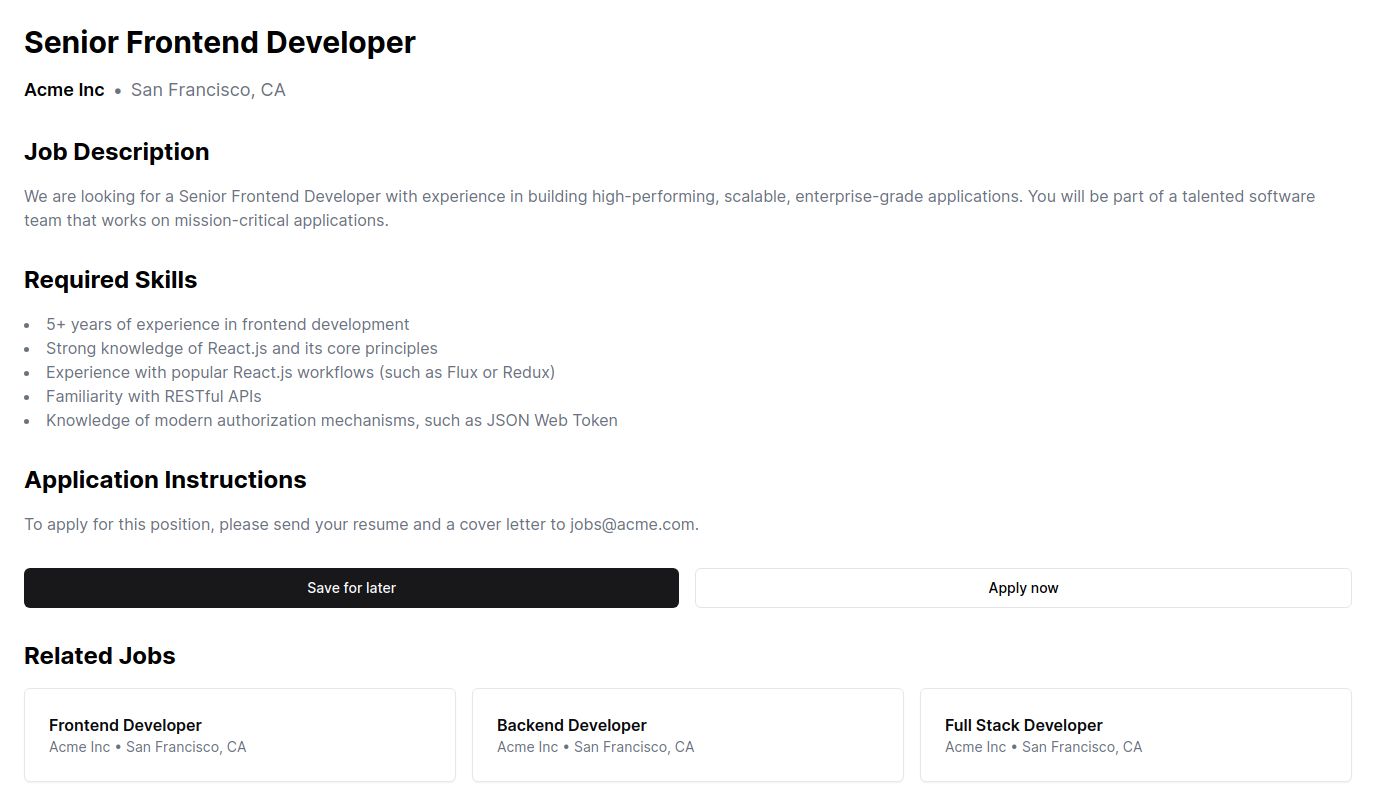 Senior Frontend Developer
Acme Inc • San Francisco, CA
Job Description
We are looking for a Senior Frontend Developer with experience in building high-performing, scalable, enterprise-grade applications. You will be part of a talented software
team that works on mission-critical applications.
Required Skills
• 5+ years of experience in frontend development
• Strong knowledge of React.js and its core principles
• Experience with popular React.js workflows (such as Flux or Redux)
• Familiarity with RESTful APIs
• Knowledge of modern authorization mechanisms, such as JSON Web Token
Application Instructions
To apply for this position, please send your resume and a cover letter to jobs@acme.com.
Save for later
Apply now
Related Jobs
Frontend Developer
Acme Inc • San Francisco, CA
Backend Developer
Acme Inc • San Francisco, CA
Full Stack Developer
Acme Inc • San Francisco, CA